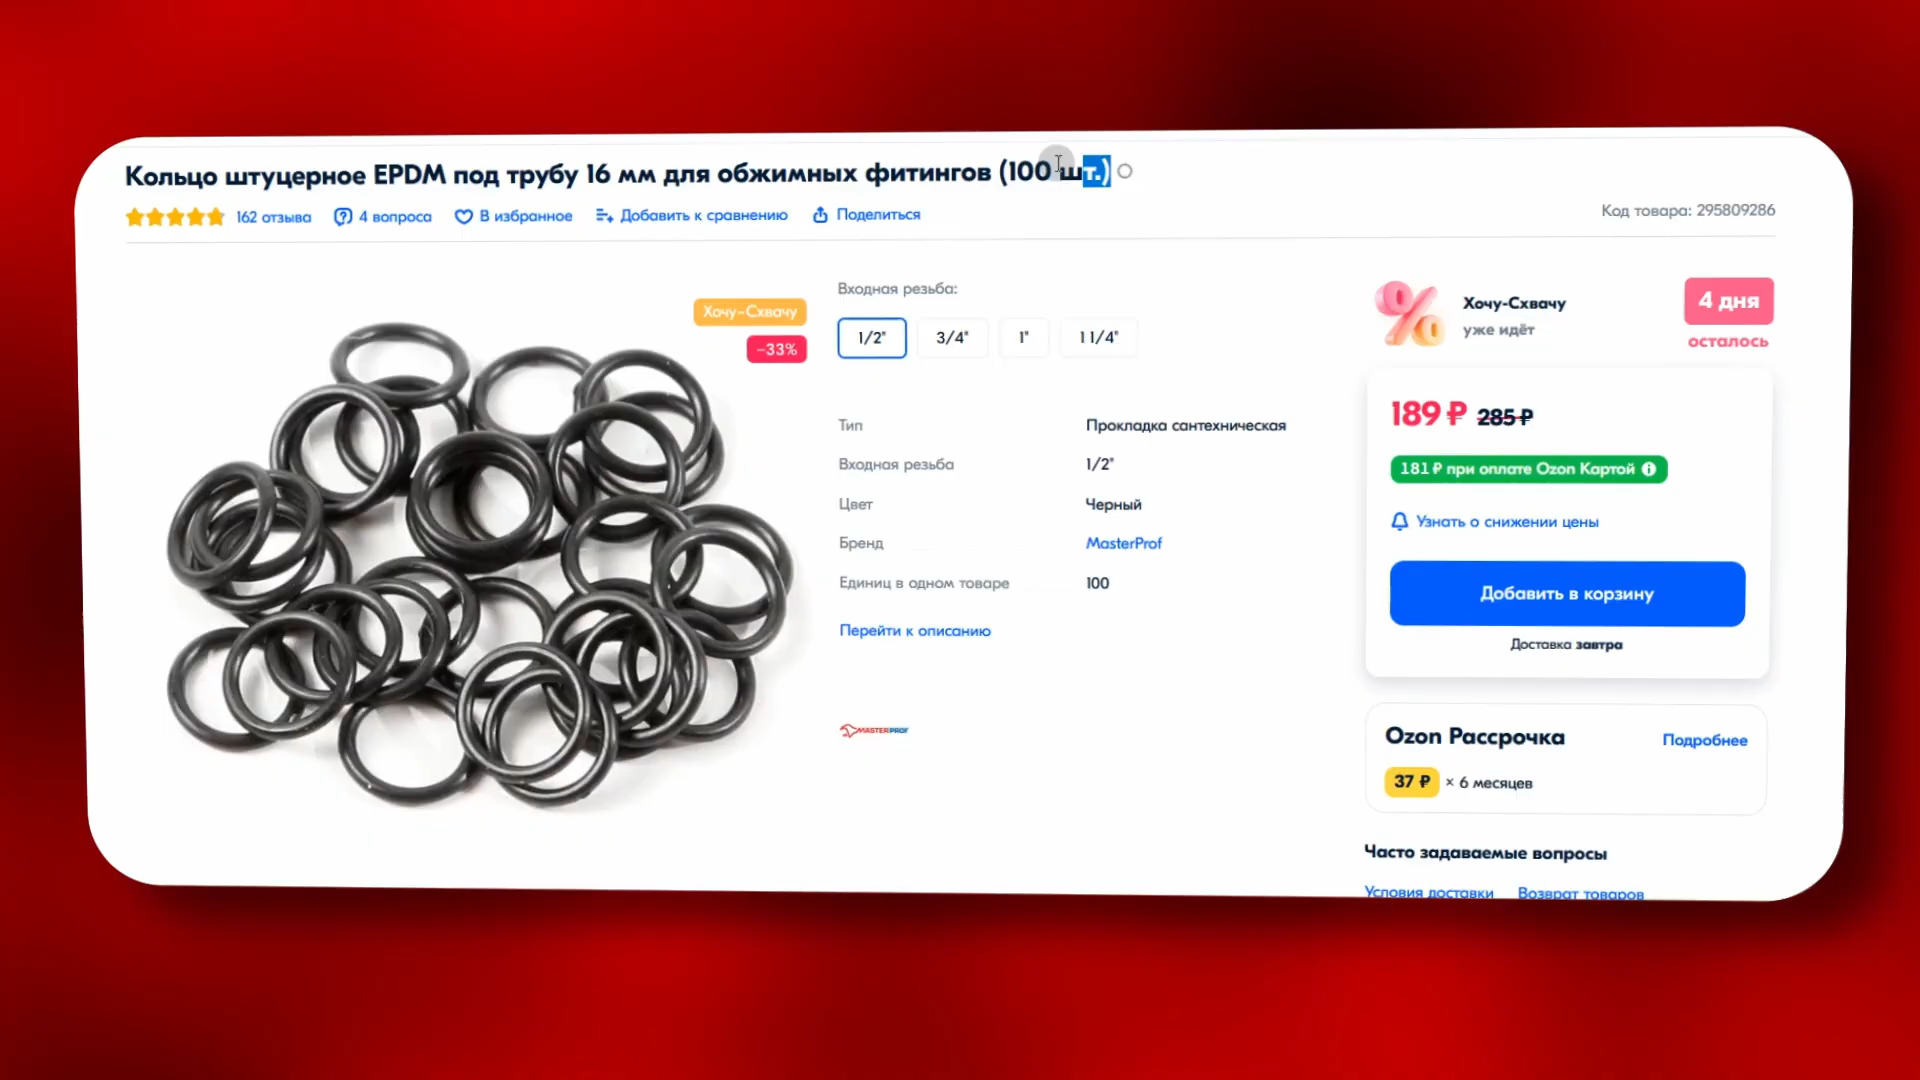 Кольцо штуцерное EPDM под трубу 16 мм для обжимных фитингов (100 шт.)
162 отзыва 4 вопроса В избранное Добавить к сравнению Поделиться
Код товара: 295809286
Хочу-Схвачу
-33%
Входная резьба:
1/2" 3/4" 1" 1 1/4"
Тип Прокладка сантехническая
Входная резьба 1/2"
Цвет Черный
Бренд MasterProf
Единиц в одном товаре 100
Перейти к описанию
MASTERPROF
Хочу-Схвачу
уже идёт
4 дня
осталось
189 ₽ 285 ₽
181 ₽ при оплате Ozon Картой
Узнать о снижении цены
Добавить в корзину
Доставка завтра
Ozon Рассрочка Подробнее
37 ₽ × 6 месяцев
Часто задаваемые вопросы
Условия доставки Возврат товаров